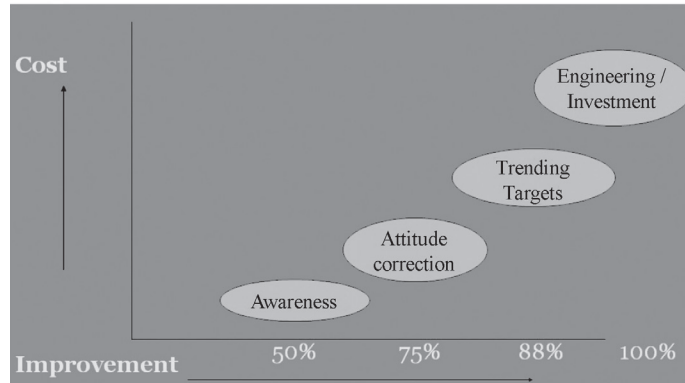 Cost
Engineering /
Investment
Trending
Targets
Attitude
correction
Awareness
50% 75% 88% 100%
Improvement